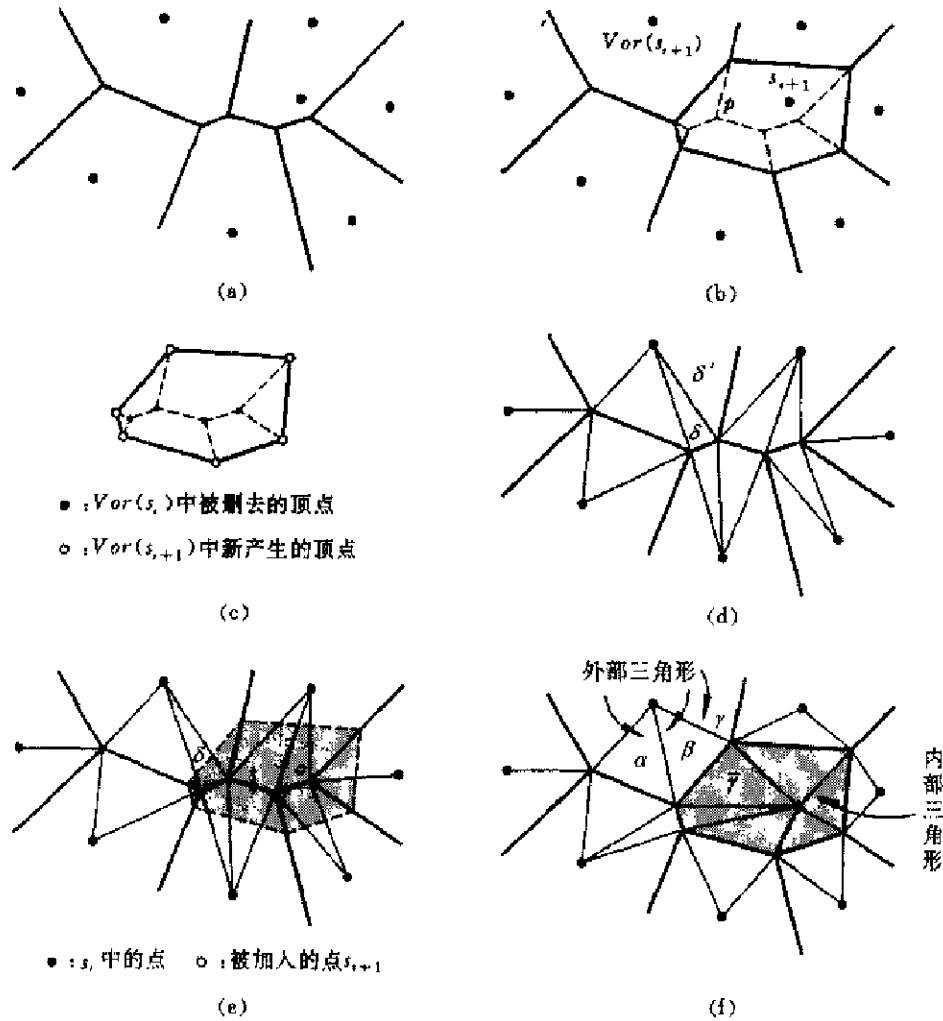 Vor(s_{i+1})
s_{i+1}
p
(a)
(b)
● :Vor(s_i)中被删去的顶点
○ :Vor(s_{i+1})中新产生的顶点
(c)
δ'
δ
(d)
δ
● :s_i中的点 ○ :被加入的点s_{i+1}
(e)
外部三角形
γ
α
β
γ̄
内部三角形
(f)